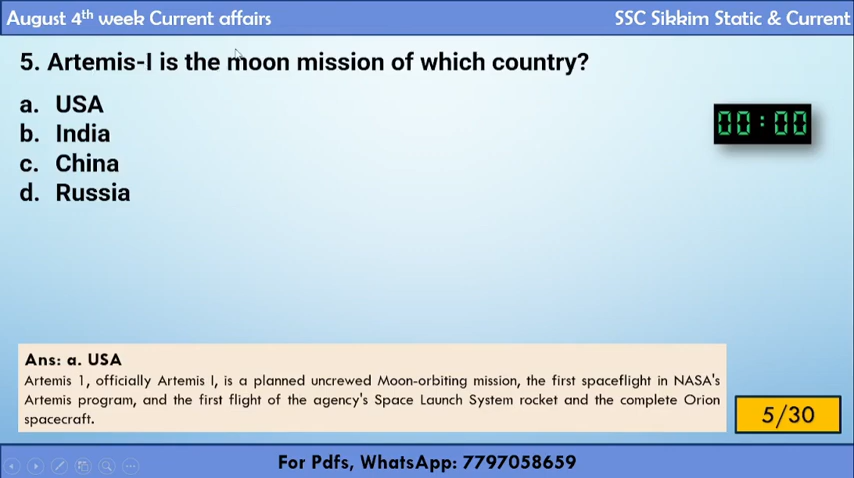 August 4th week Current affairs
SSC Sikkim Static & Current
5. Artemis-I is the moon mission of which country?
a. USA
b. India
c. China
d. Russia
00:00
Ans: a. USA
Artemis 1, officially Artemis I, is a planned uncrewed Moon-orbiting mission, the first spaceflight in NASA's
Artemis program, and the first flight of the agency's Space Launch System rocket and the complete Orion
spacecraft.
5/30
For Pdfs, WhatsApp: 7797058659